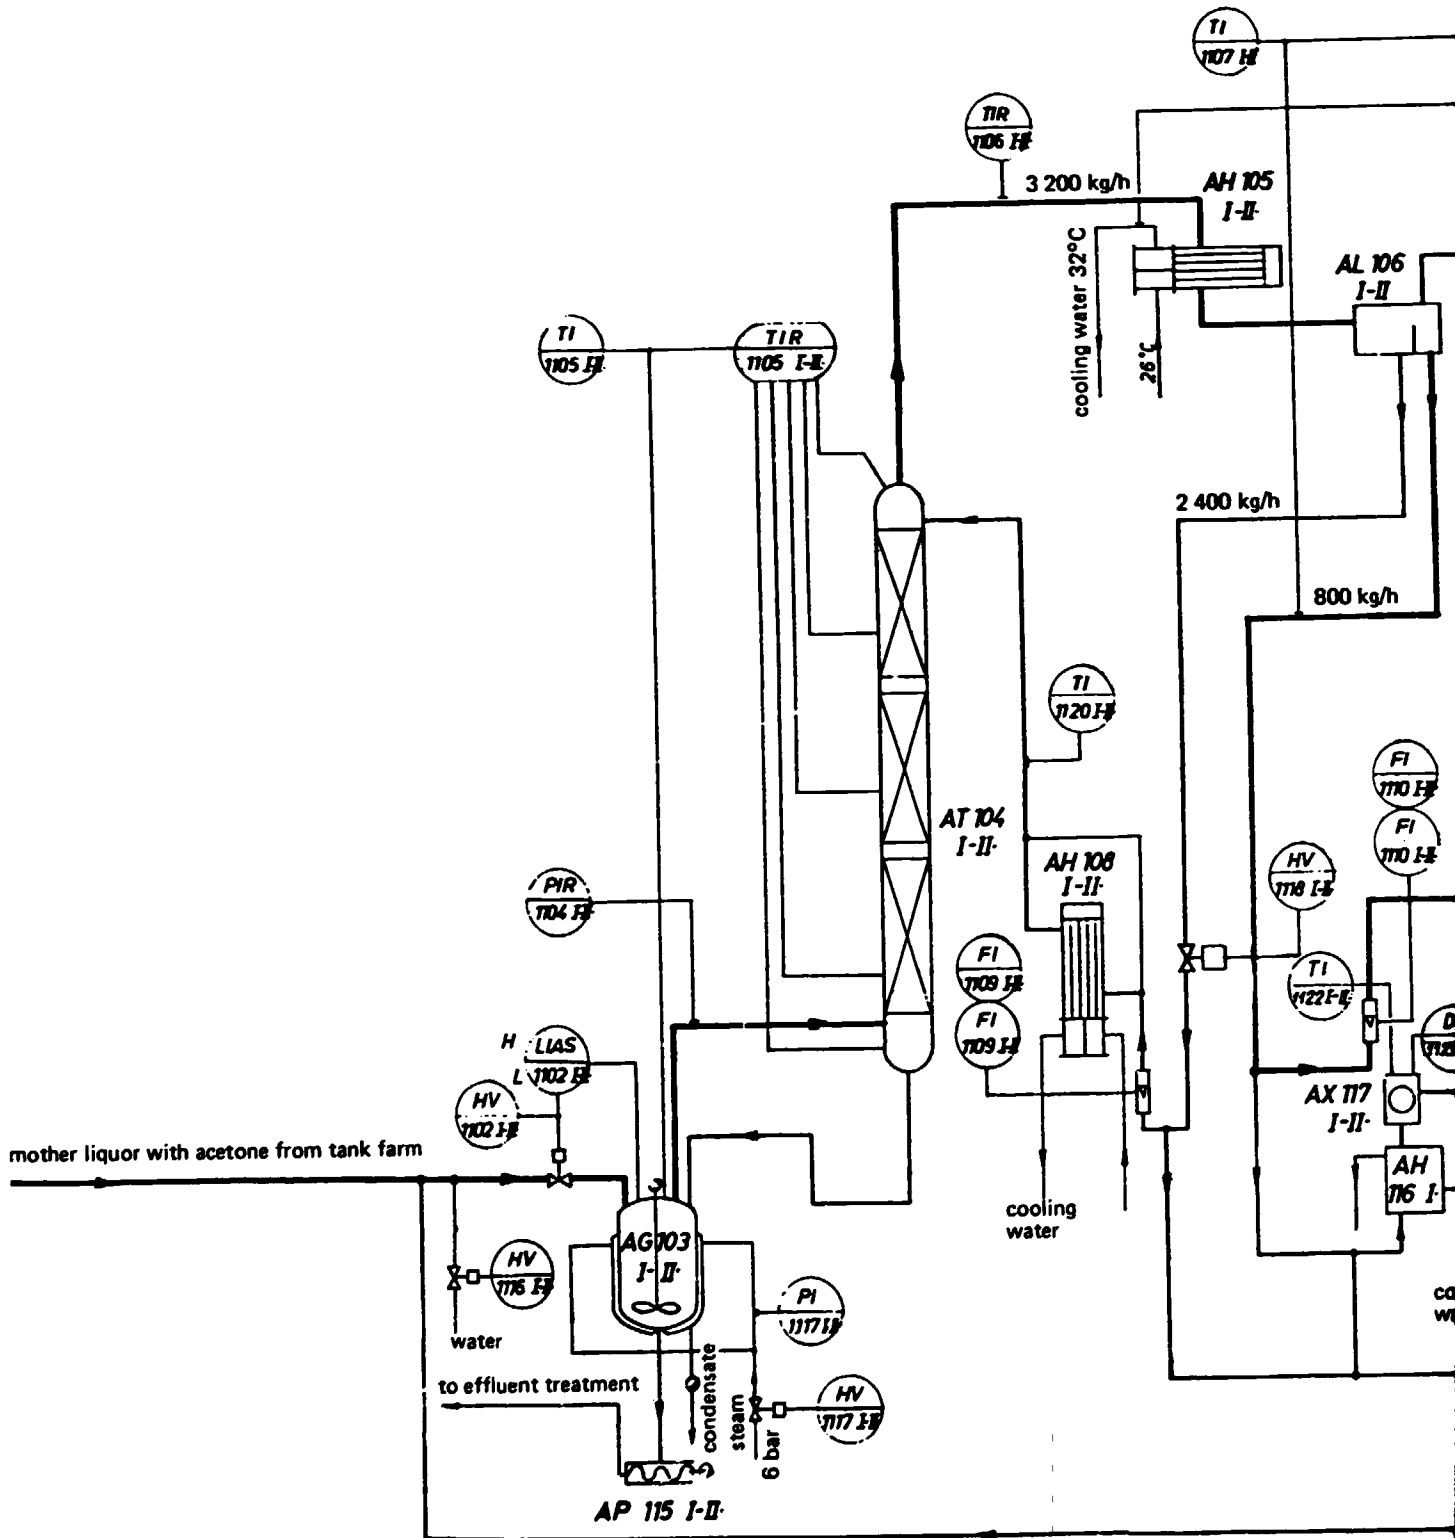 TI
1107 I-II
TIR
1106 I-II
3 200 kg/h
AH 105
I-II
cooling water 32°C
26°C
AL 106
I-II
TI
1105 I-II
TIR
1105 I-II
2 400 kg/h
800 kg/h
TI
1120 I-II
AT 104
I-II
AH 108
I-II
FI
1110 I-II
FI
1110 I-II
HV
1118 I-II
PIR
1104 I-II
FI
1109 I-II
FI
1109 I-II
TI
1122 I-II
H
LIAS
1102 I-II
L
HV
1102 I-II
D
AX 117
I-II
mother liquor with acetone from tank farm
AH
116 I-
cooling
water
AG 103
I-II
HV
1116 I-II
water
PI
1117 I-II
to effluent treatment
condensate
steam
6 bar
HV
1117 I-II
AP 115 I-II